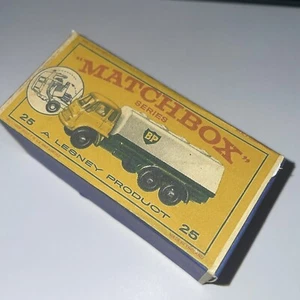 "MATCHBOX"
SERIES
BP
25
A LESNEY PRODUCT
25